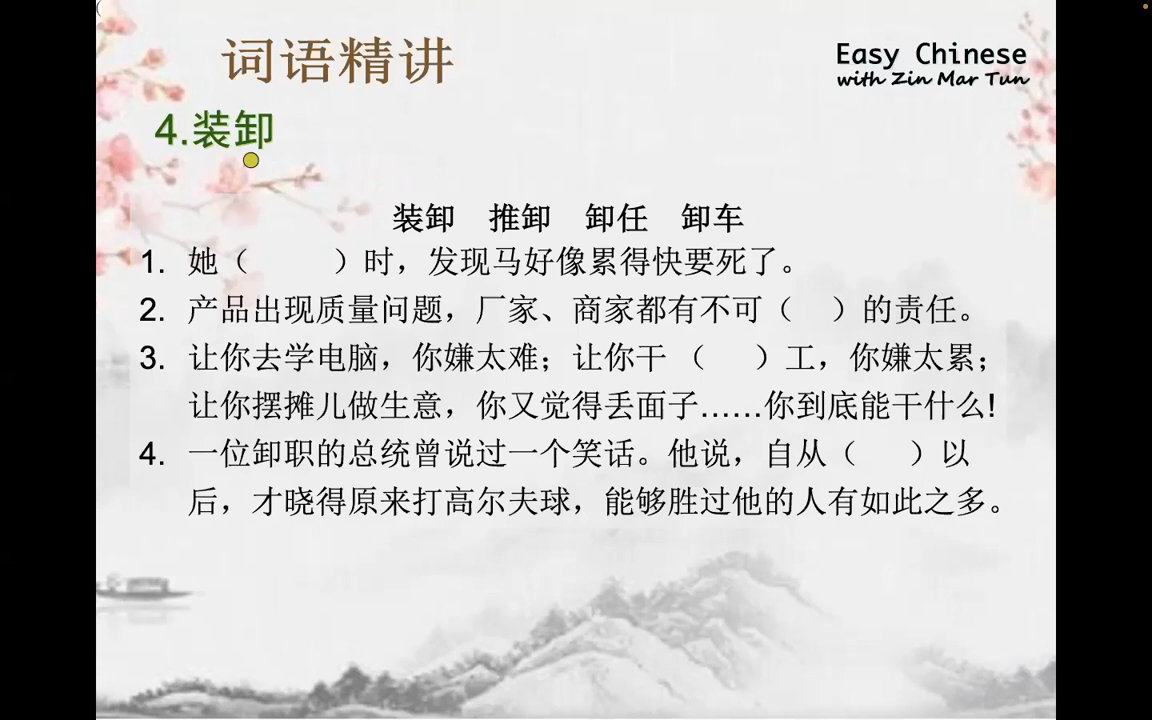 词语精讲
Easy Chinese
with Zin Mar Tun
4.装卸
装卸 推卸 卸任 卸车
1. 她（ ）时，发现马好像累得快要死了。
2. 产品出现质量问题，厂家、商家都有不可（ ）的责任。
3. 让你去学电脑，你嫌太难；让你干 （ ）工，你嫌太累；
让你摆摊儿做生意，你又觉得丢面子……你到底能干什么!
4. 一位卸职的总统曾说过一个笑话。他说，自从（ ）以
后，才晓得原来打高尔夫球，能够胜过他的人有如此之多。